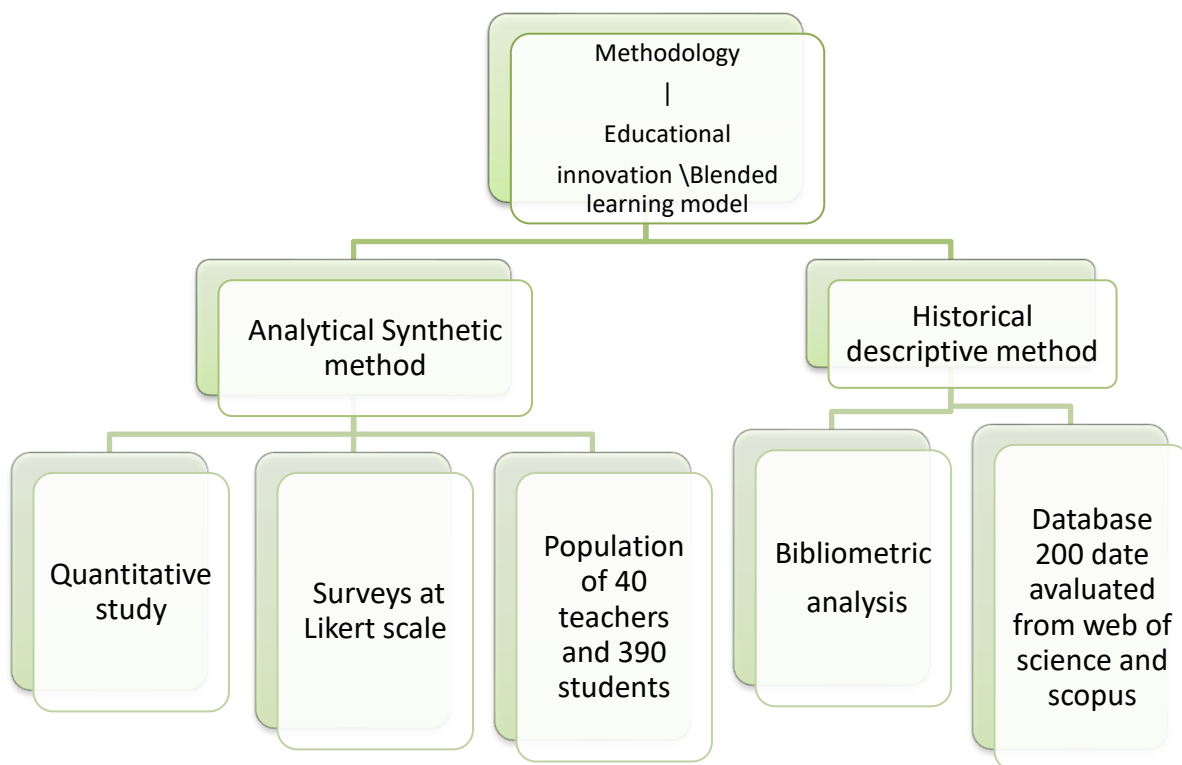 Methodology
|
Educational
innovation \Blended
learning model
Analytical Synthetic
method
Historical
descriptive method
Quantitative
study
Surveys at
Likert scale
Population
of 40
teachers
and 390
students
Bibliometric
analysis
Database
200 date
avaluated
from web of
science and
scopus